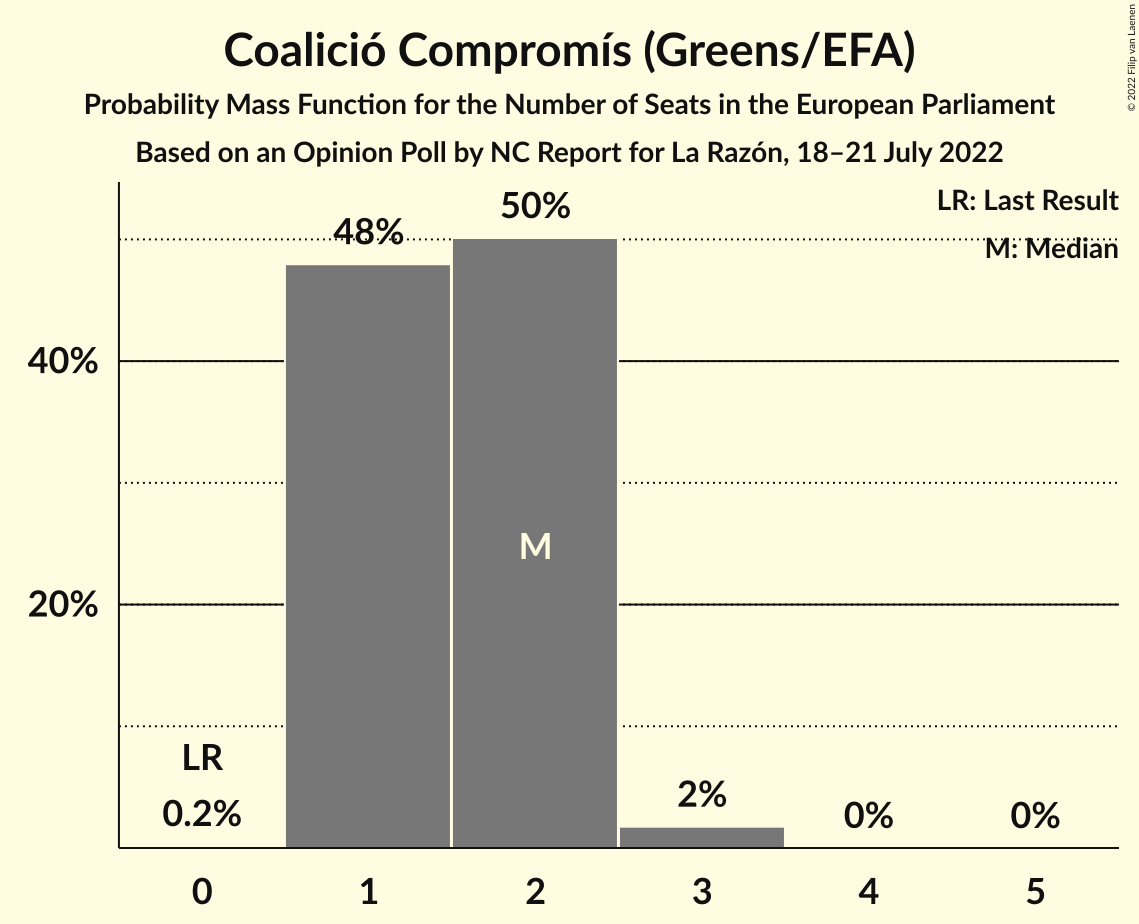 Coalició Compromís (Greens/EFA)
Probability Mass Function for the Number of Seats in the European Parliament
Based on an Opinion Poll by NC Report for La Razón, 18–21 July 2022
© 2022 Filip van Laenen
LR: Last Result
M: Median
48%
50%
40%
20%
M
LR
0.2%
2%
0%
0%
0 1 2 3 4 5